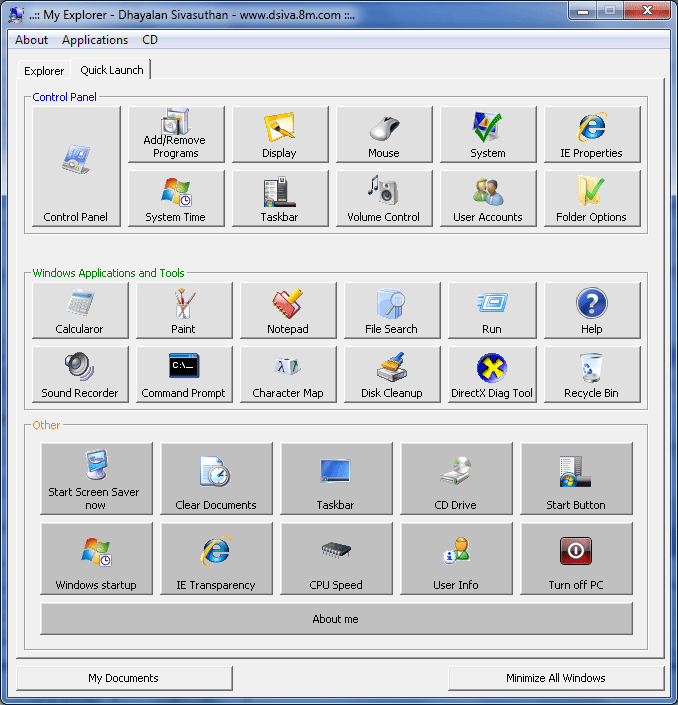 ..:: My Explorer - Dhayalan Sivasuthan - www.dsiva.8m.com ::..
About Applications CD
Explorer Quick Launch
Control Panel
Control Panel
Add/Remove
Programs
Display
Mouse
System
IE Properties
System Time
Taskbar
Volume Control
User Accounts
Folder Options
Windows Applications and Tools
Calcularor
Paint
Notepad
File Search
Run
Help
Sound Recorder
C:\...
Command Prompt
Character Map
Disk Cleanup
DirectX Diag Tool
Recycle Bin
Other
Start Screen Saver
now
Clear Documents
Taskbar
CD Drive
Start Button
Windows startup
IE Transparency
CPU Speed
User Info
Turn off PC
About me
My Documents
Minimize All Windows